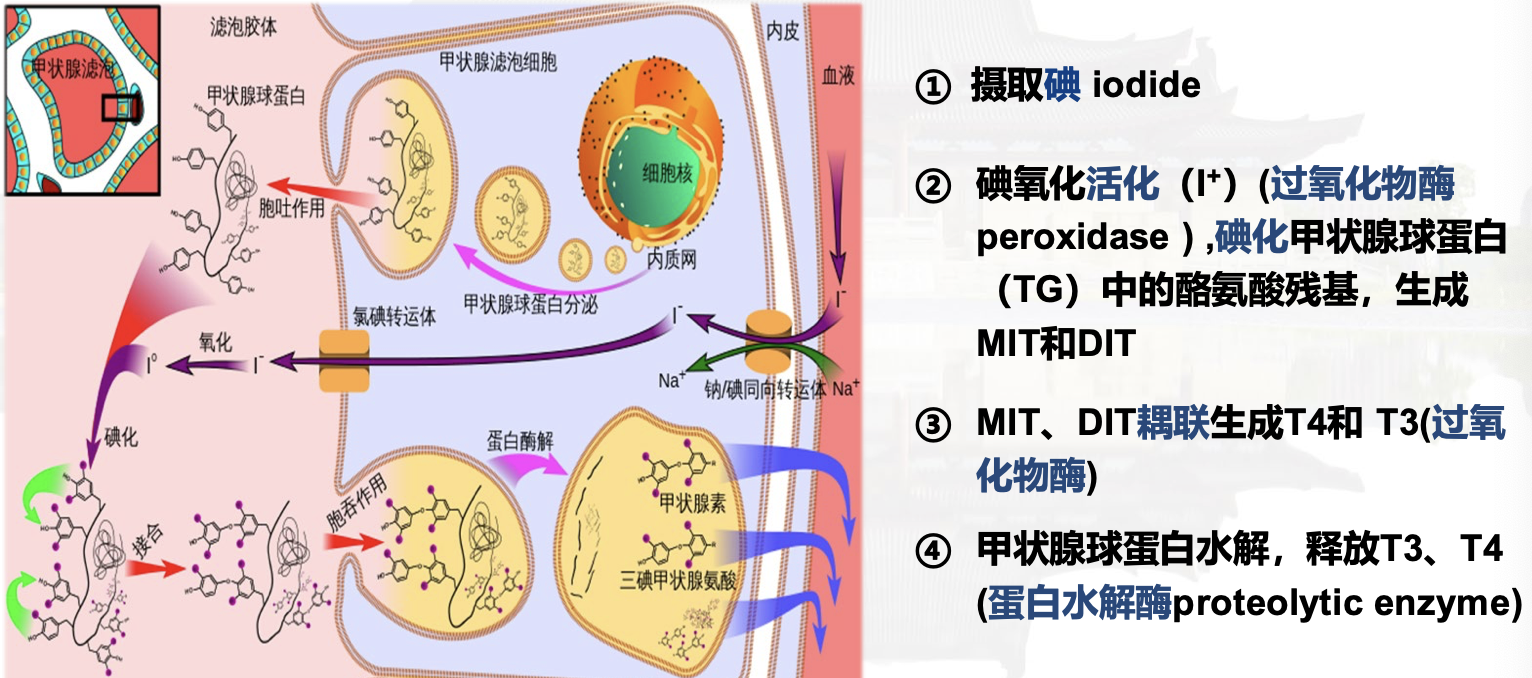 滤泡胶体
内皮
甲状腺滤泡细胞
血液
甲状腺滤泡
甲状腺球蛋白
细胞核
胞吐作用
内质网
甲状腺球蛋白分泌
I-
氯碘转运体
I-
氧化
I⁰
I-
Na+
钠/碘同向转运体
Na+
碘化
蛋白酶解
胞吞作用
甲状腺素
接合
三碘甲状腺氨酸
① 摄取碘 iodide
② 碘氧化活化（I⁺）(过氧化物酶
peroxidase ) ,碘化甲状腺球蛋白
（TG）中的酪氨酸残基，生成
MIT和DIT
③ MIT、DIT耦联生成T4和 T3(过氧
化物酶)
④ 甲状腺球蛋白水解，释放T3、T4
(蛋白水解酶proteolytic enzyme)